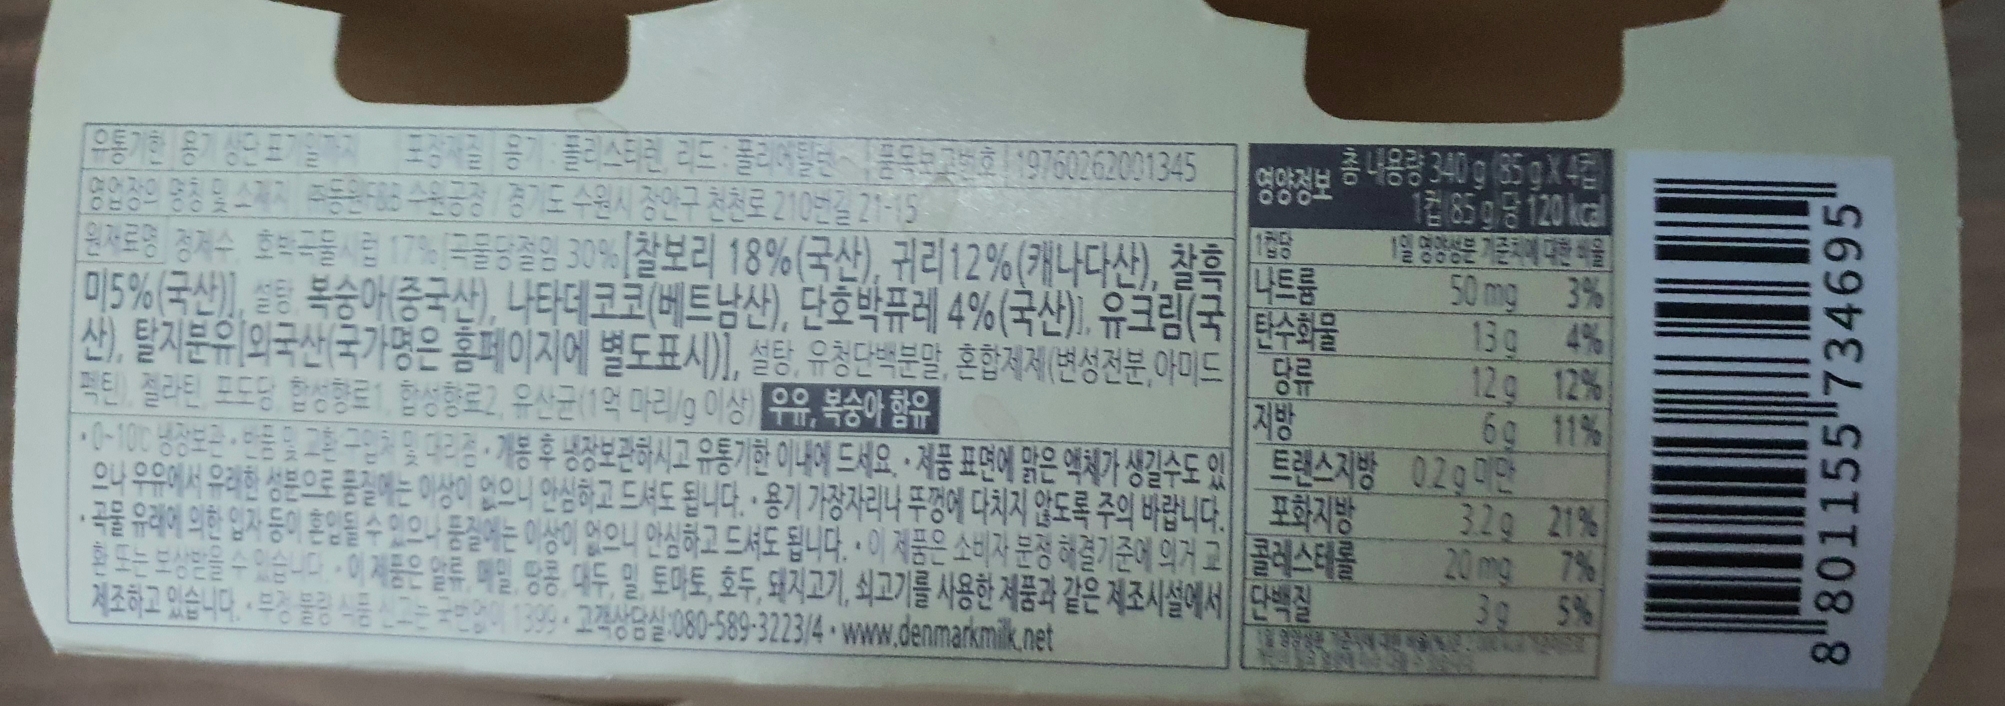 유통기한 용기 상단 표기일까지 포장재질 용기 : 폴리스티렌, 리드 : 폴리에틸렌 품목보고번호 19760262001345
영업장의 명칭 및 소재지 ㈜동원F&B 수원공장 / 경기도 수원시 장안구 천천로 210번길 21-15
원재료명 정제수, 호박곡물시럽 17%[곡물당절임 30%[찰보리 18%(국산), 귀리12%(캐나다산), 찰흑
미5%(국산)], 설탕, 복숭아(중국산), 나타데코코(베트남산), 단호박퓨레 4%(국산)], 유크림(국
산), 탈지분유[외국산(국가명은 홈페이지에 별도표시)], 설탕, 유청단백분말, 혼합제제(변성전분,아미드
펙틴), 젤라틴, 포도당, 합성향료1, 합성향료2, 유산균(1억 마리/g 이상) 우유, 복숭아 함유
•0~10℃ 냉장보관 • 반품 및 교환 구입처 및 대리점 • 개봉 후 냉장보관하시고 유통기한 이내에 드세요. • 제품 표면에 맑은 액체가 생길수도 있
으나 우유에서 유래한 성분으로 품질에는 이상이 없으니 안심하고 드셔도 됩니다. • 용기 가장자리나 뚜껑에 다치지 않도록 주의 바랍니다.
• 곡물 유래에 의한 입자 등이 혼입될 수 있으나 품질에는 이상이 없으니 안심하고 드셔도 됩니다. • 이 제품은 소비자 분쟁 해결기준에 의거 교
환 또는 보상받을 수 있습니다. • 이 제품은 알류, 메밀, 땅콩, 대두, 밀, 토마토, 호두, 돼지고기, 쇠고기를 사용한 제품과 같은 제조시설에서
제조하고 있습니다. • 부정·불량 식품 신고는 국번없이 1399 • 고객상담실:080-589-3223/4 • www.denmarkmilk.net
영양정보 총 내용량 340 g (85 g X 4컵)
1컵(85 g)당 120 kcal
1컵당 1일 영양성분 기준치에 대한 비율
나트륨 50 mg 3%
탄수화물 13 g 4%
당류 12 g 12%
지방 6 g 11%
트랜스지방 0.2 g 미만
포화지방 3.2 g 21%
콜레스테롤 20 mg 7%
단백질 3 g 5%
8 801155 734695